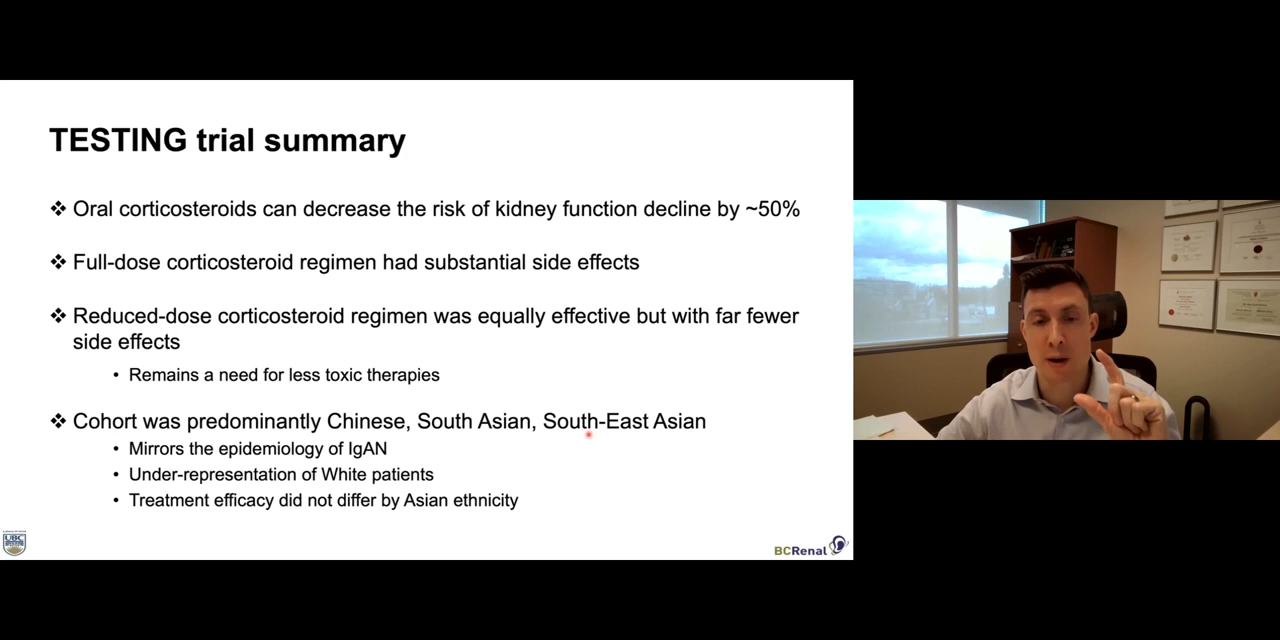 TESTING trial summary
❖ Oral corticosteroids can decrease the risk of kidney function decline by ~50%
❖ Full-dose corticosteroid regimen had substantial side effects
❖ Reduced-dose corticosteroid regimen was equally effective but with far fewer
side effects
• Remains a need for less toxic therapies
❖ Cohort was predominantly Chinese, South Asian, South-East Asian
• Mirrors the epidemiology of IgAN
• Under-representation of White patients
• Treatment efficacy did not differ by Asian ethnicity
UBC
BCRenal